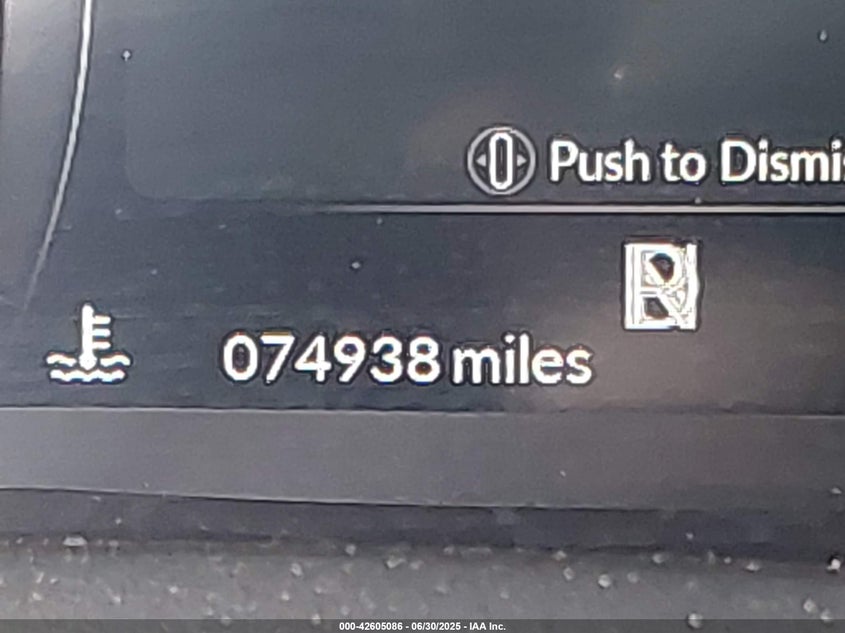 Push to Dismis
074938 miles
000-42605086 - 06/30/2025 - IAA Inc.